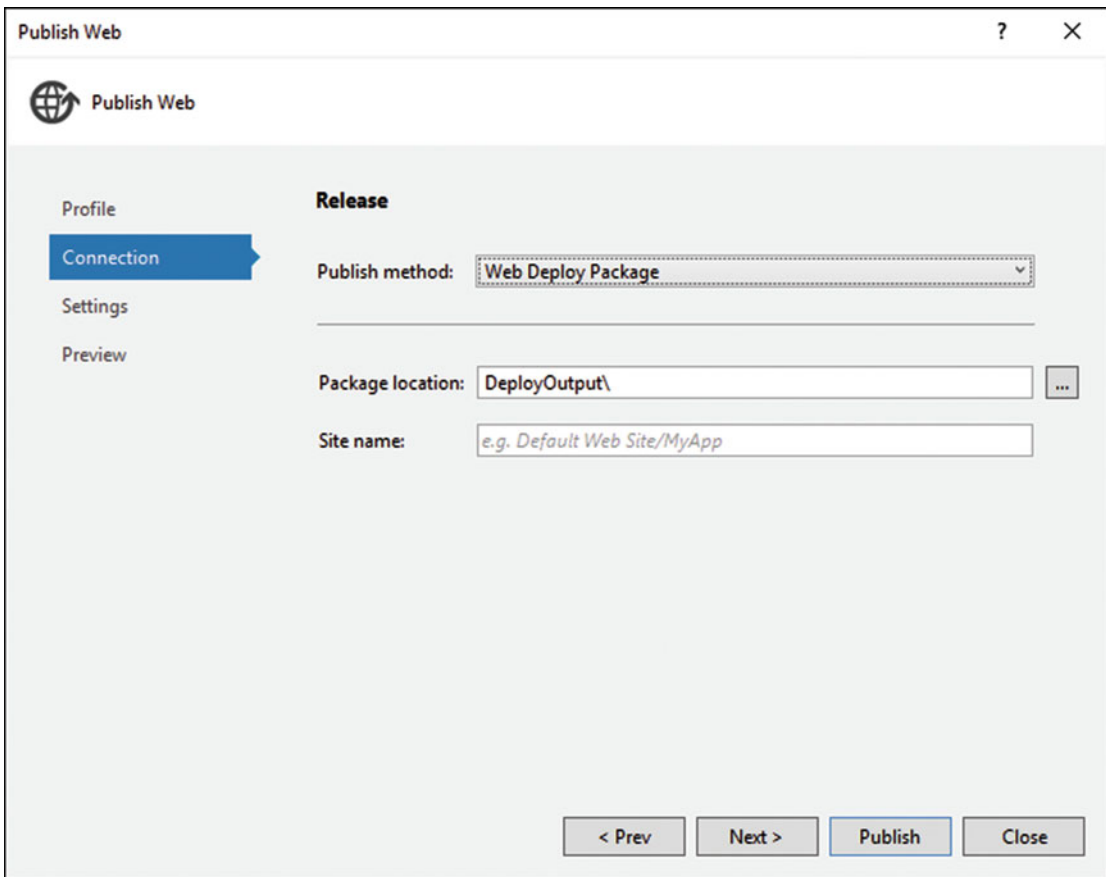 Publish Web
?
Publish Web
Profile
Connection
Settings
Preview
Release
Publish method: Web Deploy Package
Package location: DeployOutput\ ...
Site name: e.g. Default Web Site/MyApp
< Prev Next > Publish Close